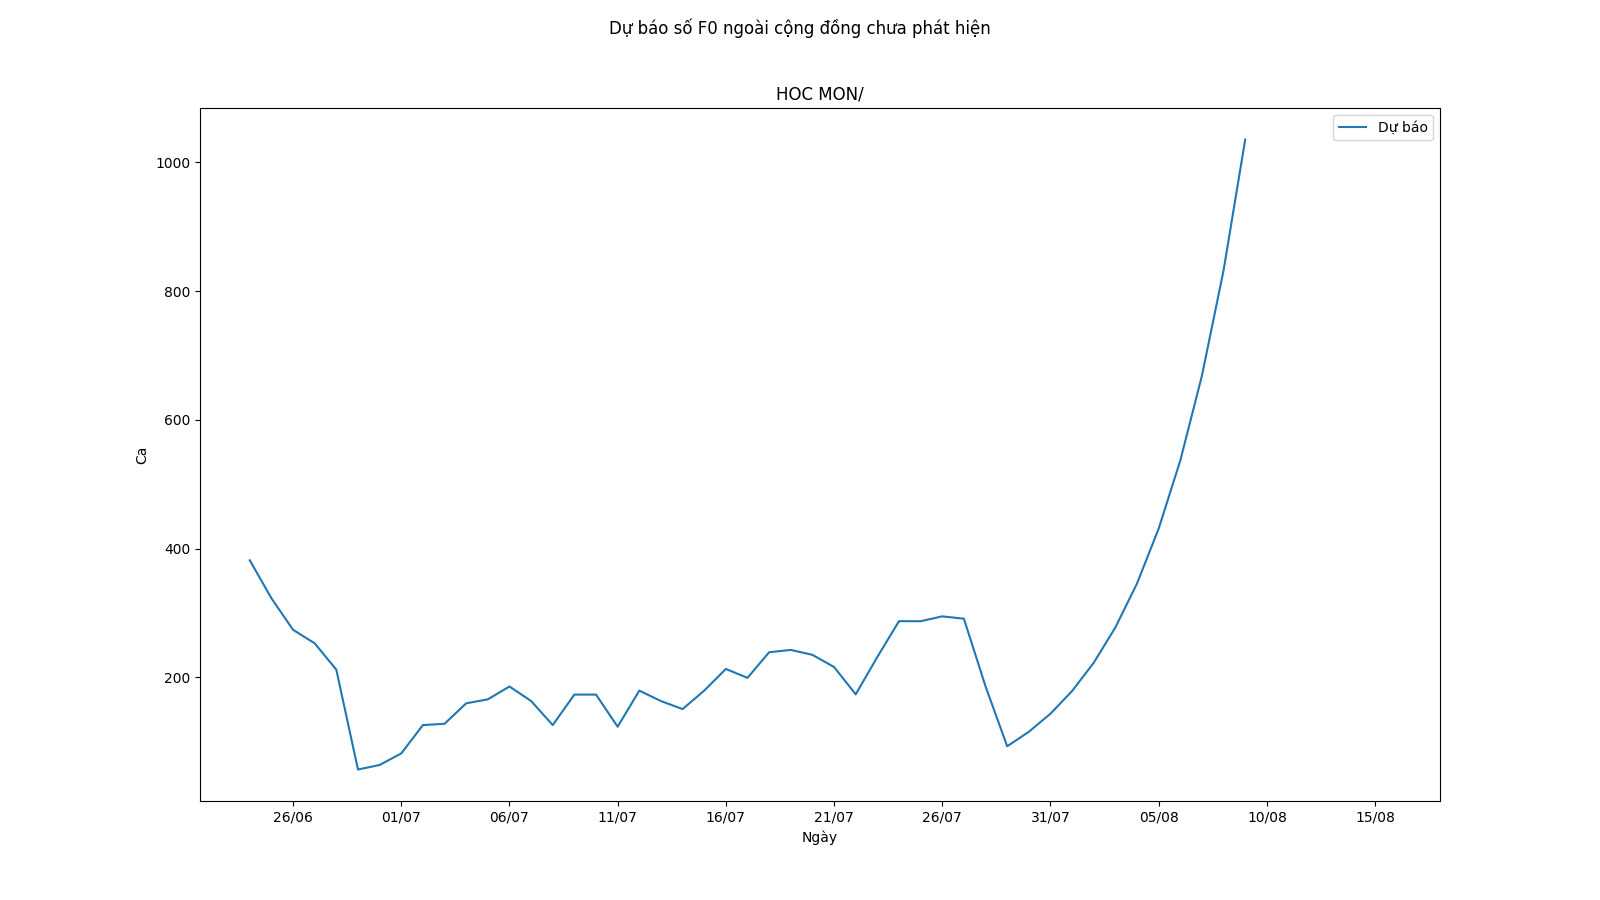 Dự báo số F0 ngoài cộng đồng chưa phát hiện
HOC MON/
Dự báo
1000
800
600
400
200
Ca
26/06 01/07 06/07 11/07 16/07 21/07 26/07 31/07 05/08 10/08 15/08
Ngày